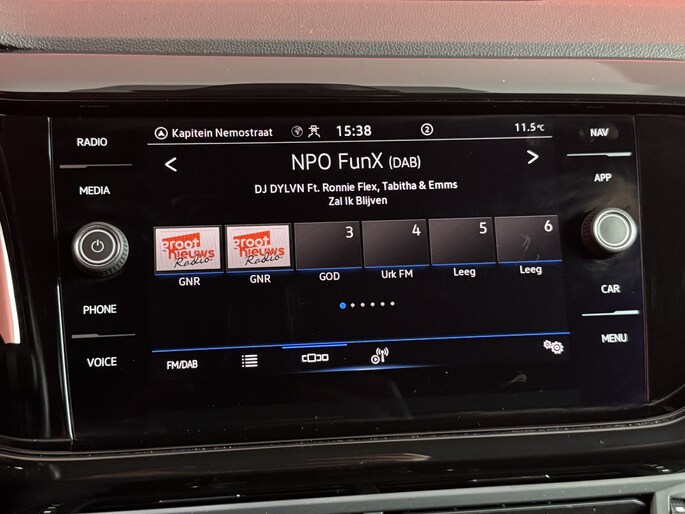 RADIO
MEDIA
PHONE
VOICE
Kapitein Nemostraat
15:38
2
11.5°C
NPO FunX (DAB)
DJ DYLVN Ft. Ronnie Flex, Tabitha & Emms
Zal Ik Blijven
groot nieuws Radio
groot nieuws Radio
3
4
5
6
GNR
GNR
GOD
Urk FM
Leeg
Leeg
FM/DAB
NAV
APP
CAR
MENU